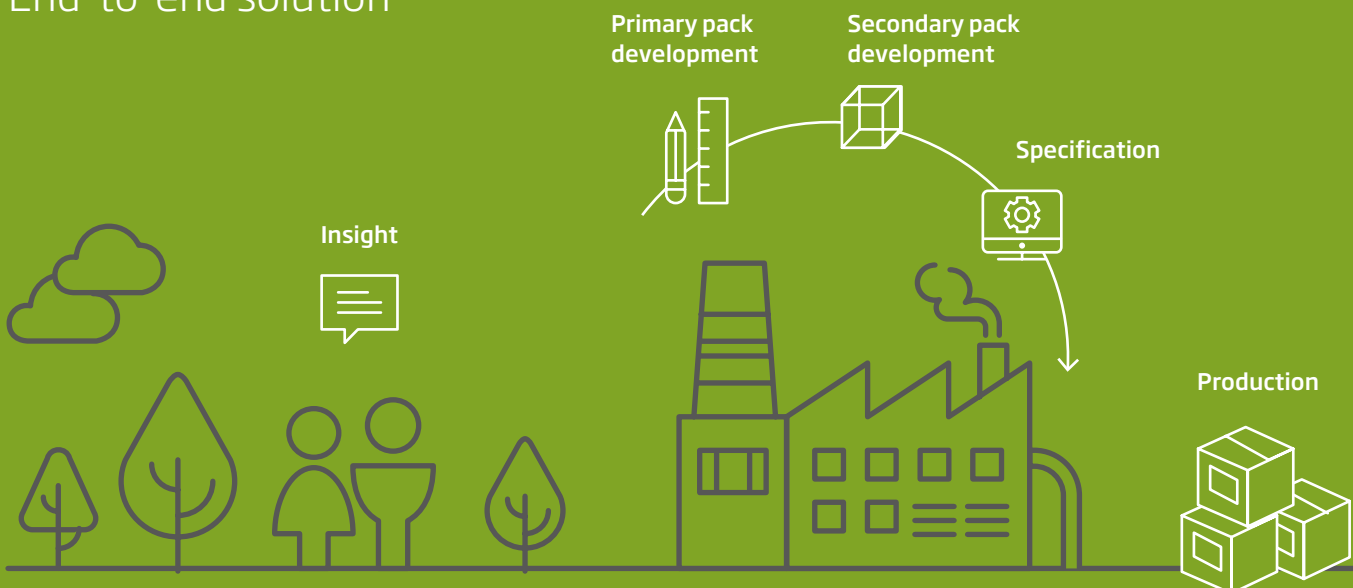 End-to-end solution
Primary pack
development
Secondary pack
development
Specification
Insight
Production